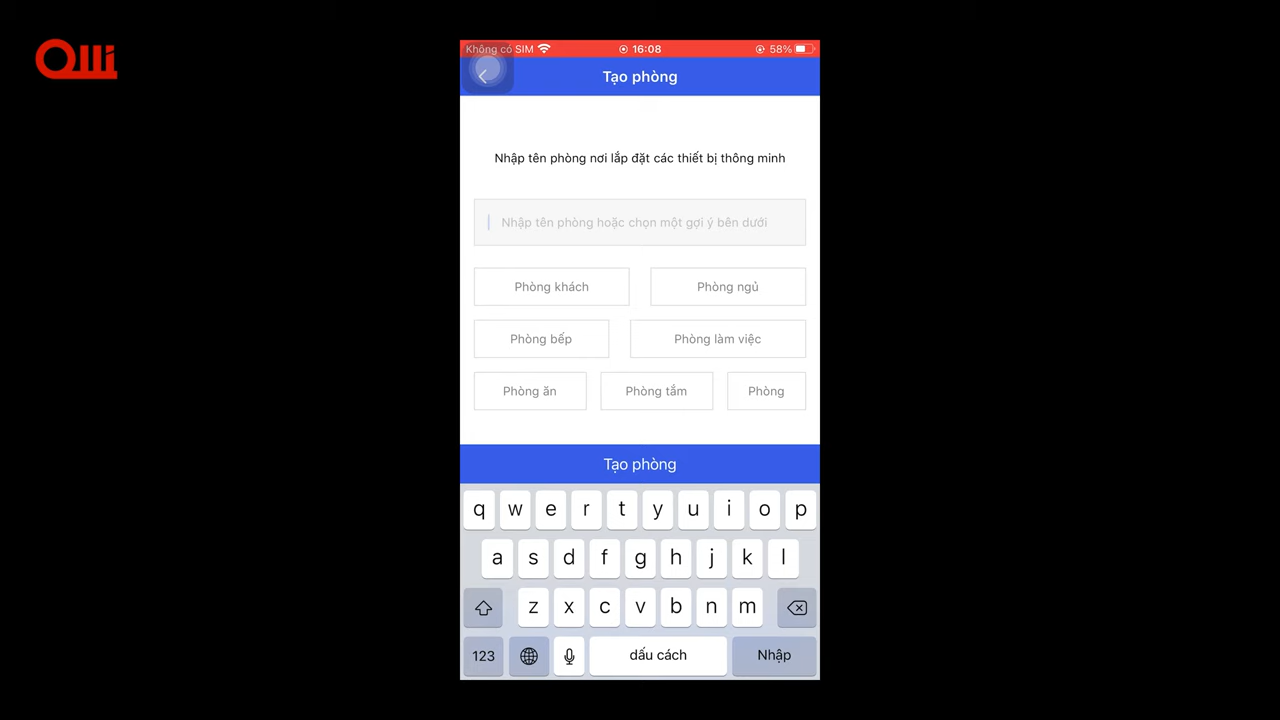 OLLI
Không có SIM 16:08 58%
Tạo phòng
Nhập tên phòng nơi lắp đặt các thiết bị thông minh
Nhập tên phòng hoặc chọn một gợi ý bên dưới
Phòng khách Phòng ngủ
Phòng bếp Phòng làm việc
Phòng ăn Phòng tắm Phòng
Tạo phòng
q w e r t y u i o p
a s d f g h j k l
z x c v b n m
123 dấu cách Nhập